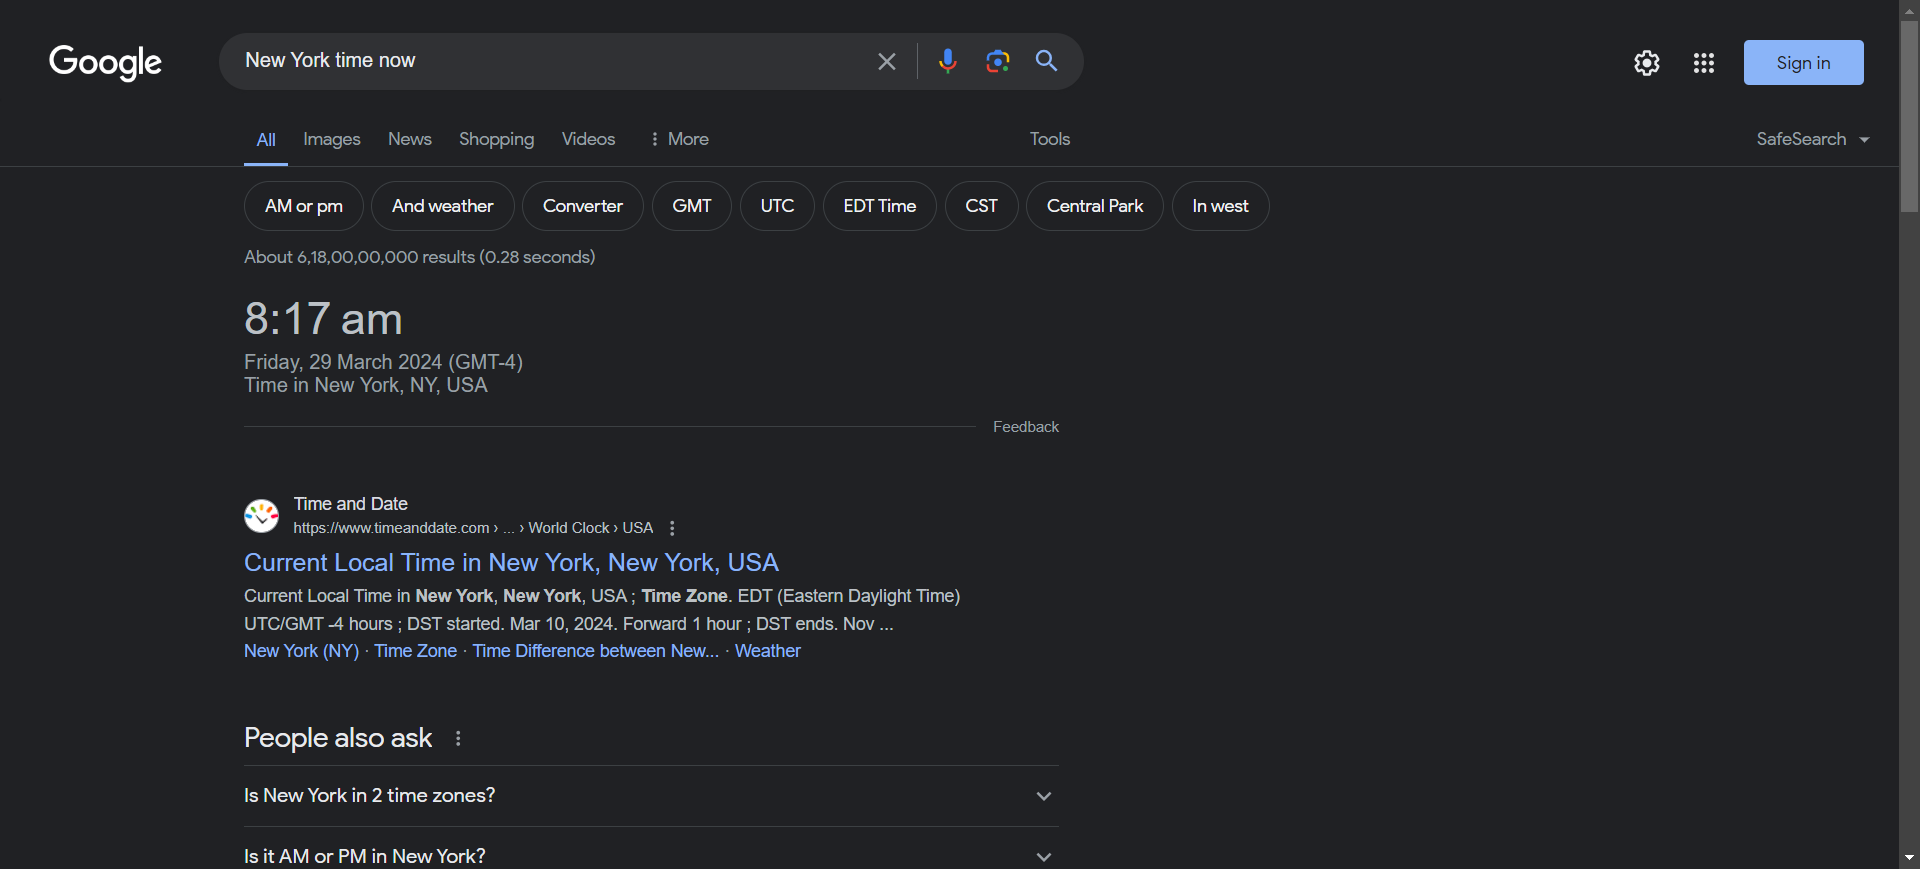 Google
New York time now
Sign in
All Images News Shopping Videos More Tools SafeSearch
AM or pm And weather Converter GMT UTC EDT Time CST Central Park In west
About 6,18,00,00,000 results (0.28 seconds)
8:17 am
Friday, 29 March 2024 (GMT-4)
Time in New York, NY, USA
Feedback
Time and Date
https://www.timeanddate.com › ... › World Clock › USA
Current Local Time in New York, New York, USA
Current Local Time in New York, New York, USA ; Time Zone. EDT (Eastern Daylight Time)
UTC/GMT -4 hours ; DST started. Mar 10, 2024. Forward 1 hour ; DST ends. Nov ...
New York (NY) · Time Zone · Time Difference between New... · Weather
People also ask
Is New York in 2 time zones?
Is it AM or PM in New York?